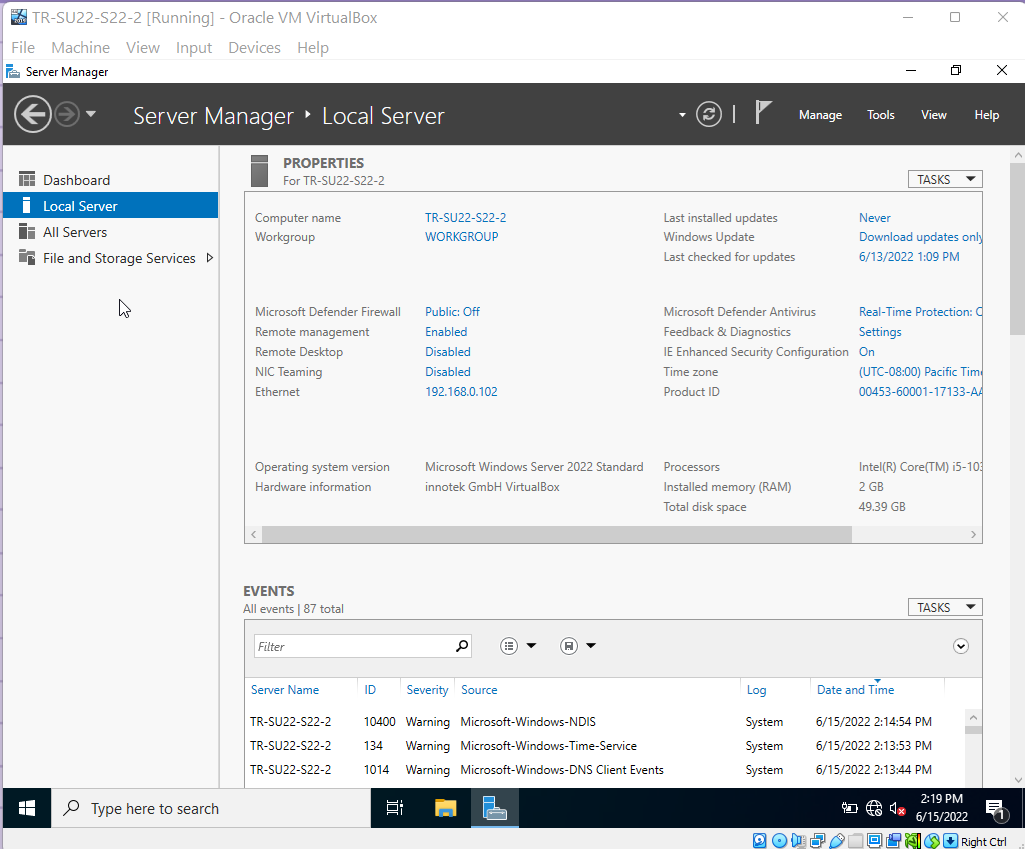 TR-SU22-S22-2 [Running] - Oracle VM VirtualBox
File Machine View Input Devices Help
Server Manager
Server Manager Local Server
Manage Tools View Help
Dashboard
Local Server
All Servers
File and Storage Services
PROPERTIES
For TR-SU22-S22-2
TASKS
Computer name TR-SU22-S22-2 Last installed updates Never
Workgroup WORKGROUP Windows Update Download updates only
Last checked for updates 6/13/2022 1:09 PM
Microsoft Defender Firewall Public: Off Microsoft Defender Antivirus Real-Time Protection:
Remote management Enabled Feedback & Diagnostics Settings
Remote Desktop Disabled IE Enhanced Security Configuration On
NIC Teaming Disabled Time zone (UTC-08:00) Pacific Time
Ethernet 192.168.0.102 Product ID 00453-60001-17133-AA
Operating system version Microsoft Windows Server 2022 Standard Processors Intel(R) Core(TM) i5-103
Hardware information innotek GmbH VirtualBox Installed memory (RAM) 2 GB
Total disk space 49.39 GB
EVENTS
All events | 87 total
TASKS
Filter
Server Name ID Severity Source Log Date and Time
TR-SU22-S22-2 10400 Warning Microsoft-Windows-NDIS System 6/15/2022 2:14:54 PM
TR-SU22-S22-2 134 Warning Microsoft-Windows-Time-Service System 6/15/2022 2:13:53 PM
TR-SU22-S22-2 1014 Warning Microsoft-Windows-DNS Client Events System 6/15/2022 2:13:44 PM
Type here to search
2:19 PM
6/15/2022
1
Right Ctrl